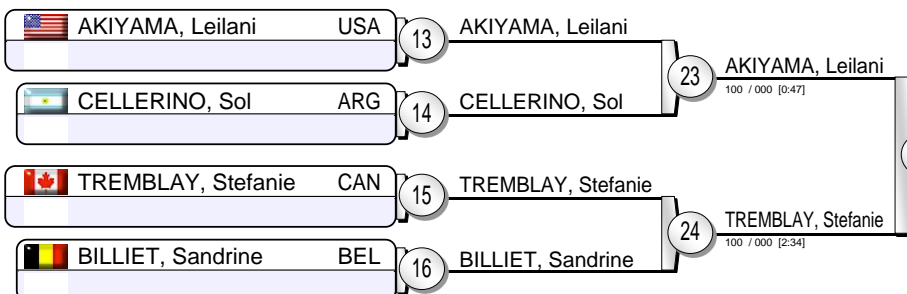 AKIYAMA, Leilani USA
13
AKIYAMA, Leilani
23
AKIYAMA, Leilani
100 / 000 [0:47]
CELLERINO, Sol ARG
14
CELLERINO, Sol
TREMBLAY, Stefanie CAN
15
TREMBLAY, Stefanie
24
TREMBLAY, Stefanie
100 / 000 [2:34]
BILLIET, Sandrine BEL
16
BILLIET, Sandrine